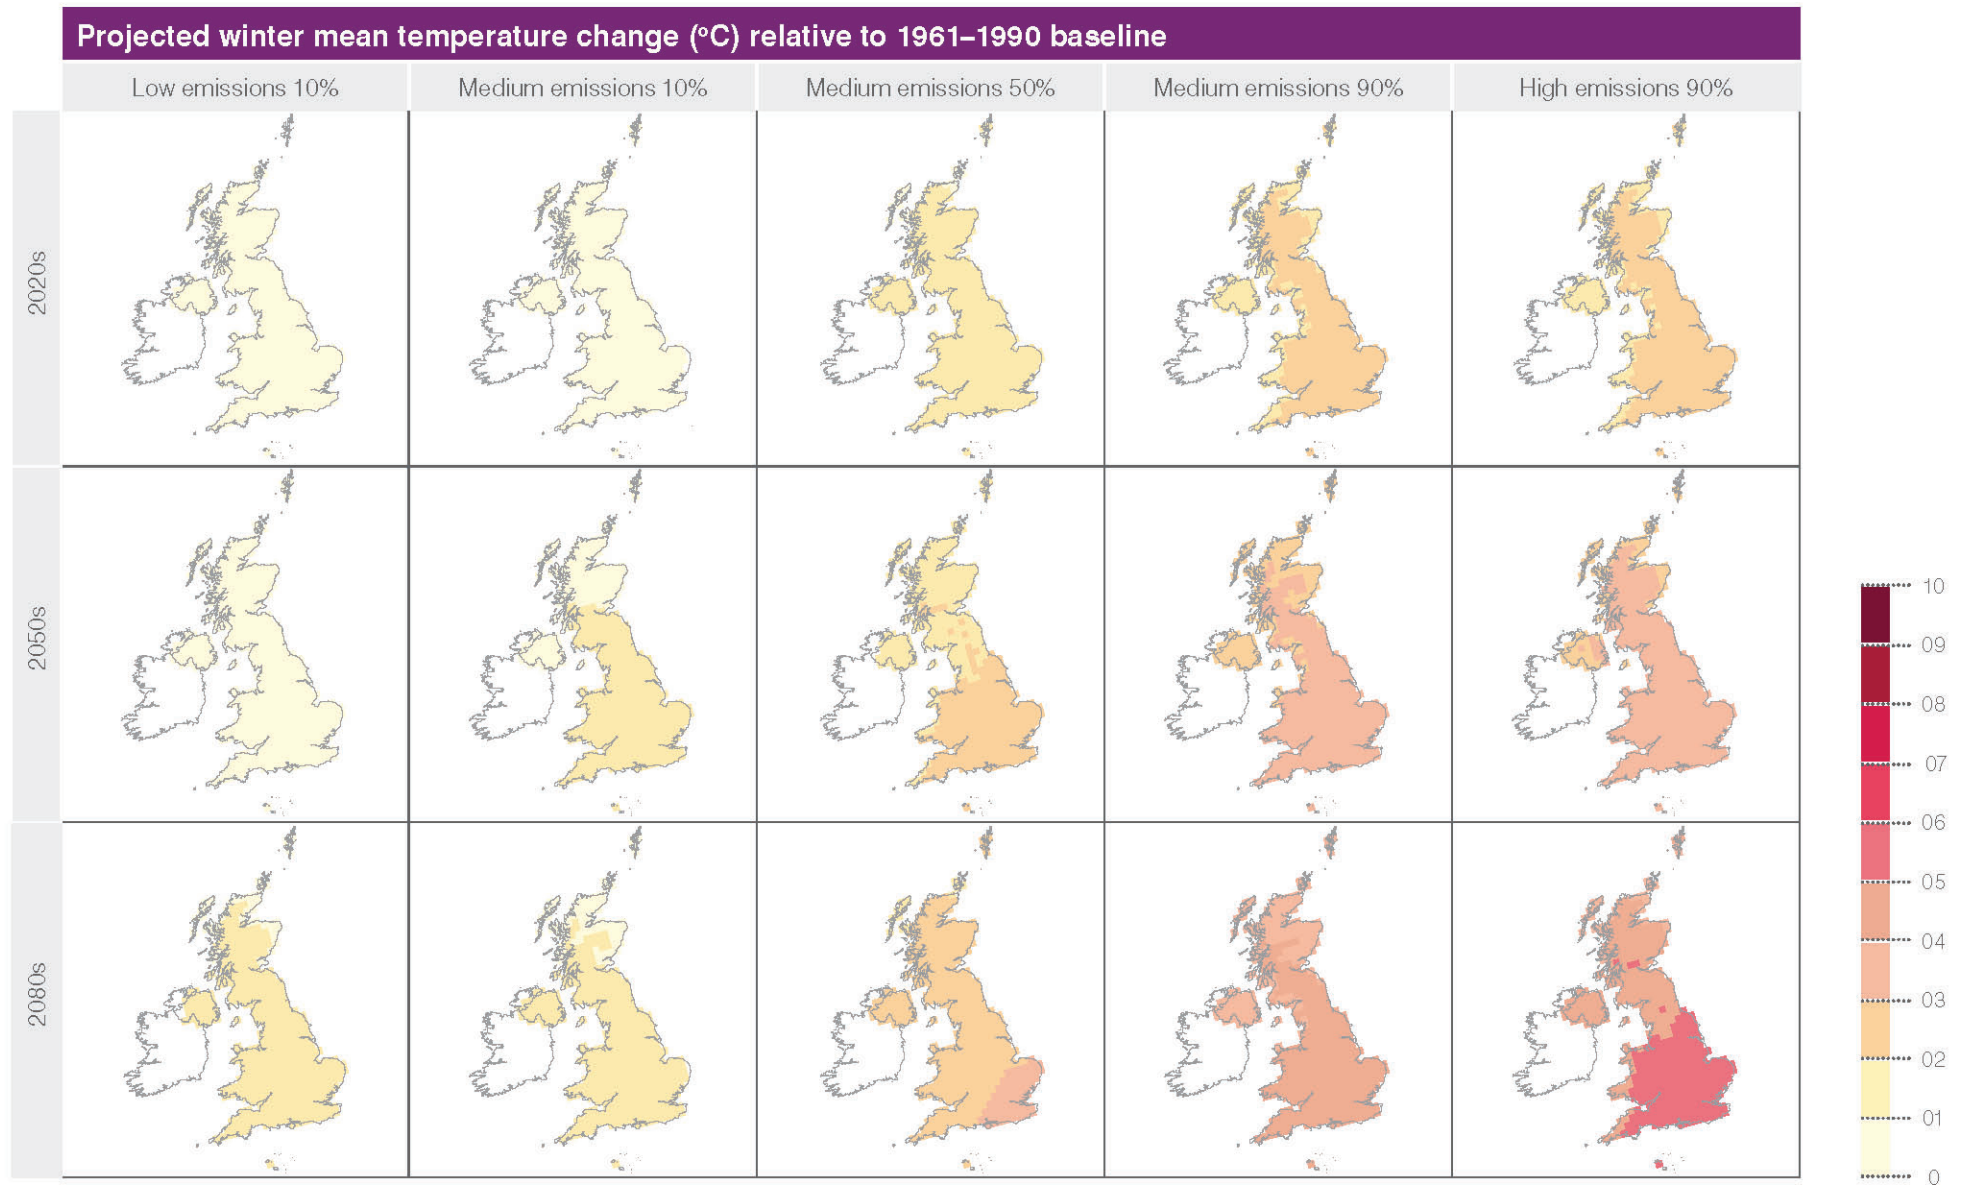 Projected winter mean temperature change (ºC) relative to 1961–1990 baseline
Low emissions 10%
Medium emissions 10%
Medium emissions 50%
Medium emissions 90%
High emissions 90%
2020s
2050s
2080s
10
09
08
07
06
05
04
03
02
01
0